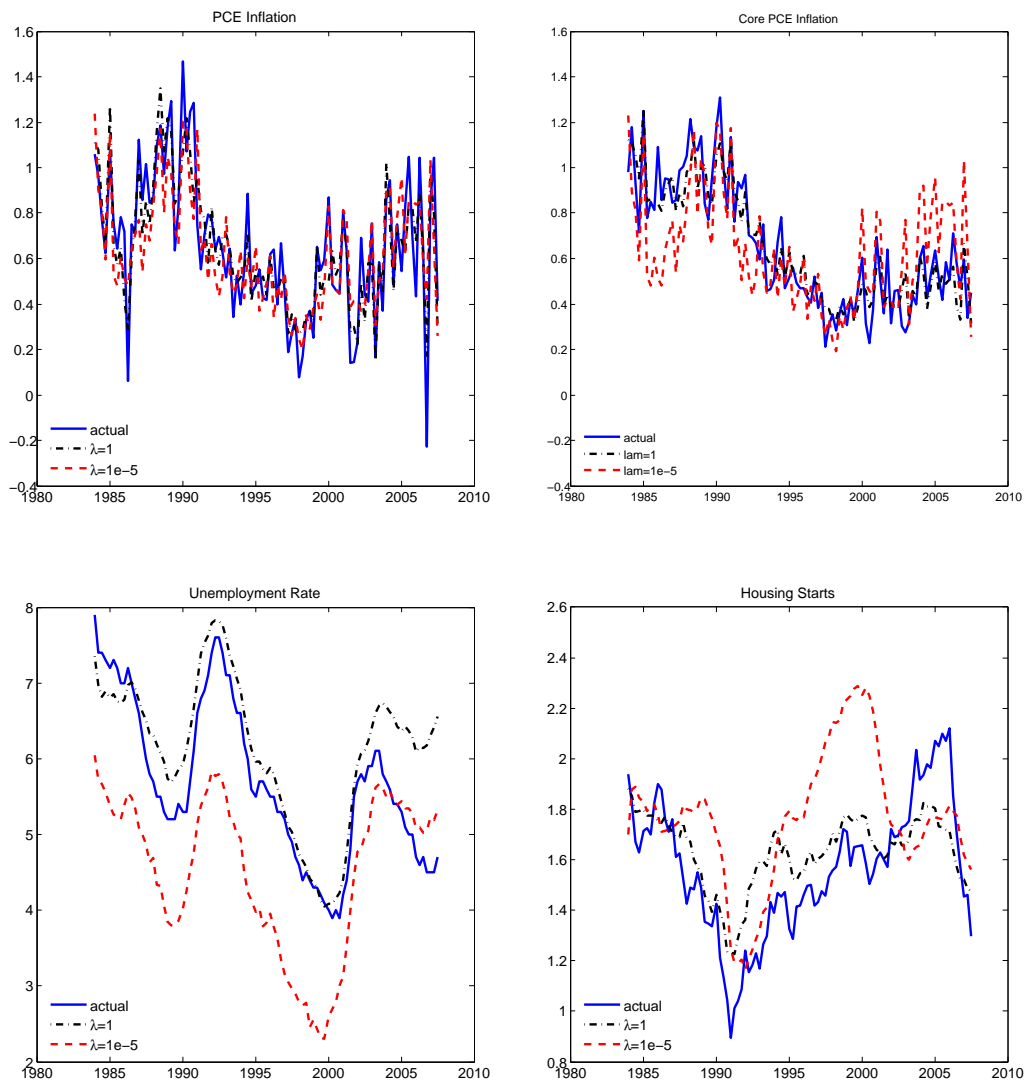 PCE Inflation
1.6
1.4
1.2
1
0.8
0.6
0.4
0.2
0
−0.2
−0.4
1980 1985 1990 1995 2000 2005 2010
actual
λ=1
λ=1e−5
Core PCE Inflation
1.6
1.4
1.2
1
0.8
0.6
0.4
0.2
0
−0.2
−0.4
1980 1985 1990 1995 2000 2005 2010
actual
lam=1
lam=1e−5
Unemployment Rate
8
7
6
5
4
3
2
1980 1985 1990 1995 2000 2005 2010
actual
λ=1
λ=1e−5
Housing Starts
2.6
2.4
2.2
2
1.8
1.6
1.4
1.2
1
0.8
1980 1985 1990 1995 2000 2005 2010
actual
λ=1
λ=1e−5